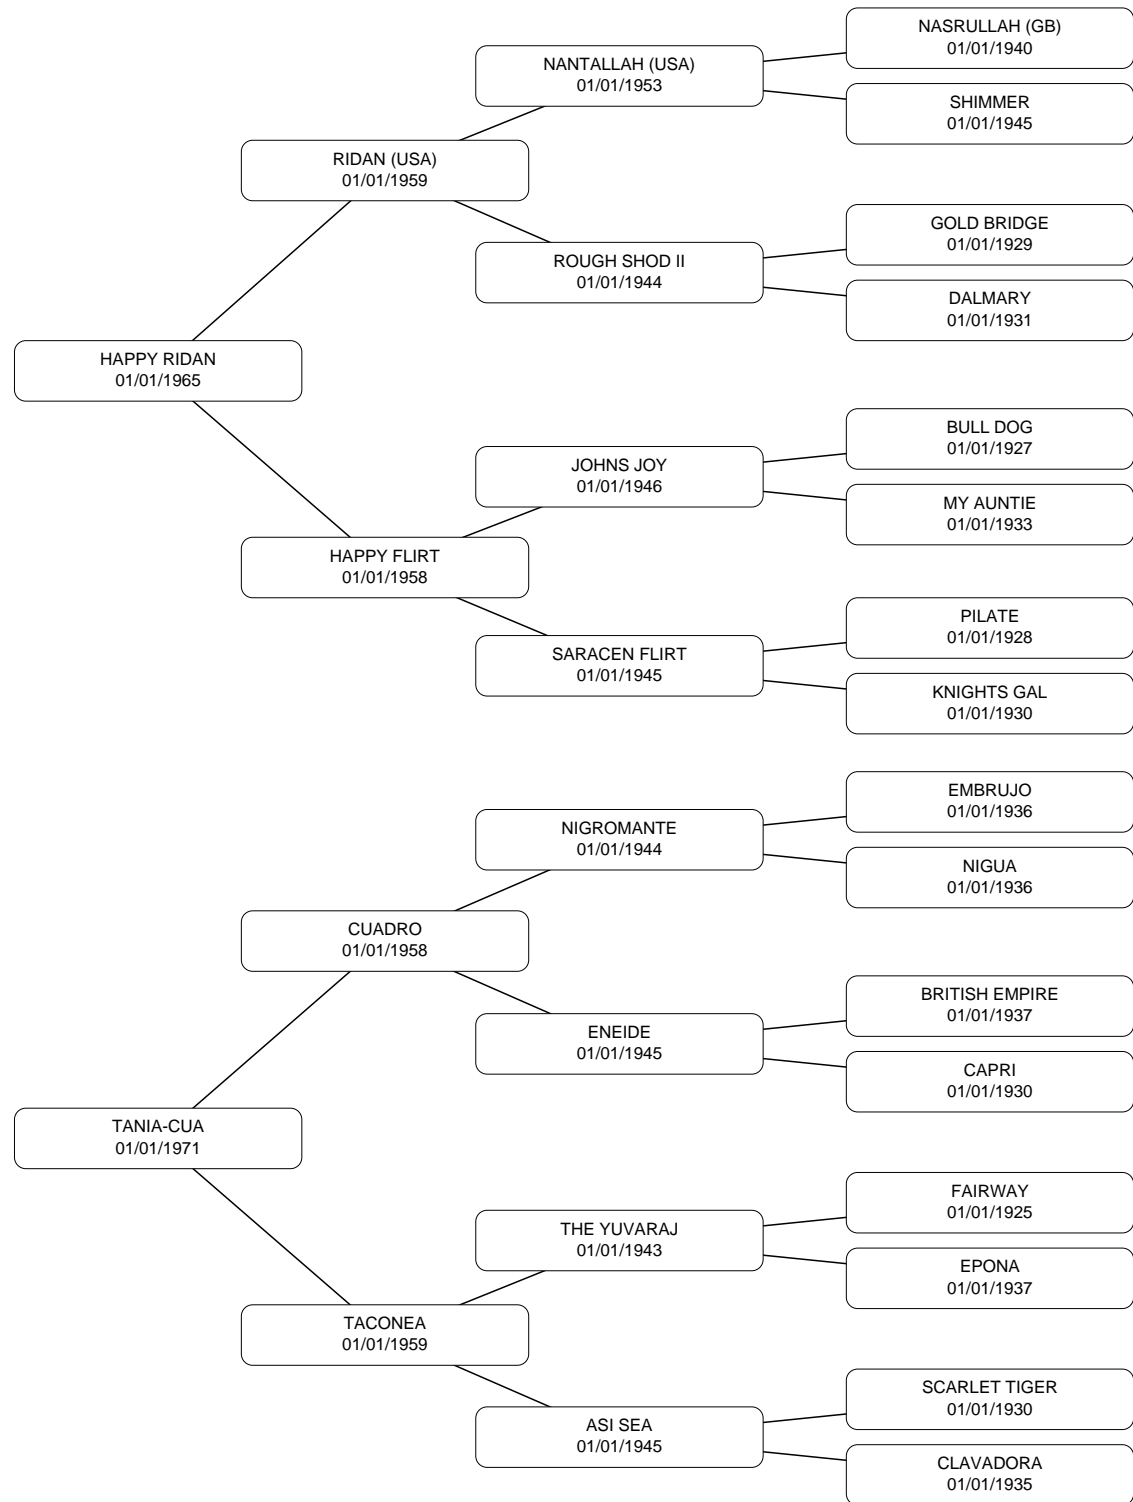 NASRULLAH (GB)
01/01/1940
NANTALLAH (USA)
01/01/1953
SHIMMER
01/01/1945
RIDAN (USA)
01/01/1959
GOLD BRIDGE
01/01/1929
ROUGH SHOD II
01/01/1944
DALMARY
01/01/1931
HAPPY RIDAN
01/01/1965
BULL DOG
01/01/1927
JOHNS JOY
01/01/1946
MY AUNTIE
01/01/1933
HAPPY FLIRT
01/01/1958
PILATE
01/01/1928
SARACEN FLIRT
01/01/1945
KNIGHTS GAL
01/01/1930
EMBRUJO
01/01/1936
NIGROMANTE
01/01/1944
NIGUA
01/01/1936
CUADRO
01/01/1958
BRITISH EMPIRE
01/01/1937
ENEIDE
01/01/1945
CAPRI
01/01/1930
TANIA-CUA
01/01/1971
FAIRWAY
01/01/1925
THE YUVARAJ
01/01/1943
EPONA
01/01/1937
TACONEA
01/01/1959
SCARLET TIGER
01/01/1930
ASI SEA
01/01/1945
CLAVADORA
01/01/1935